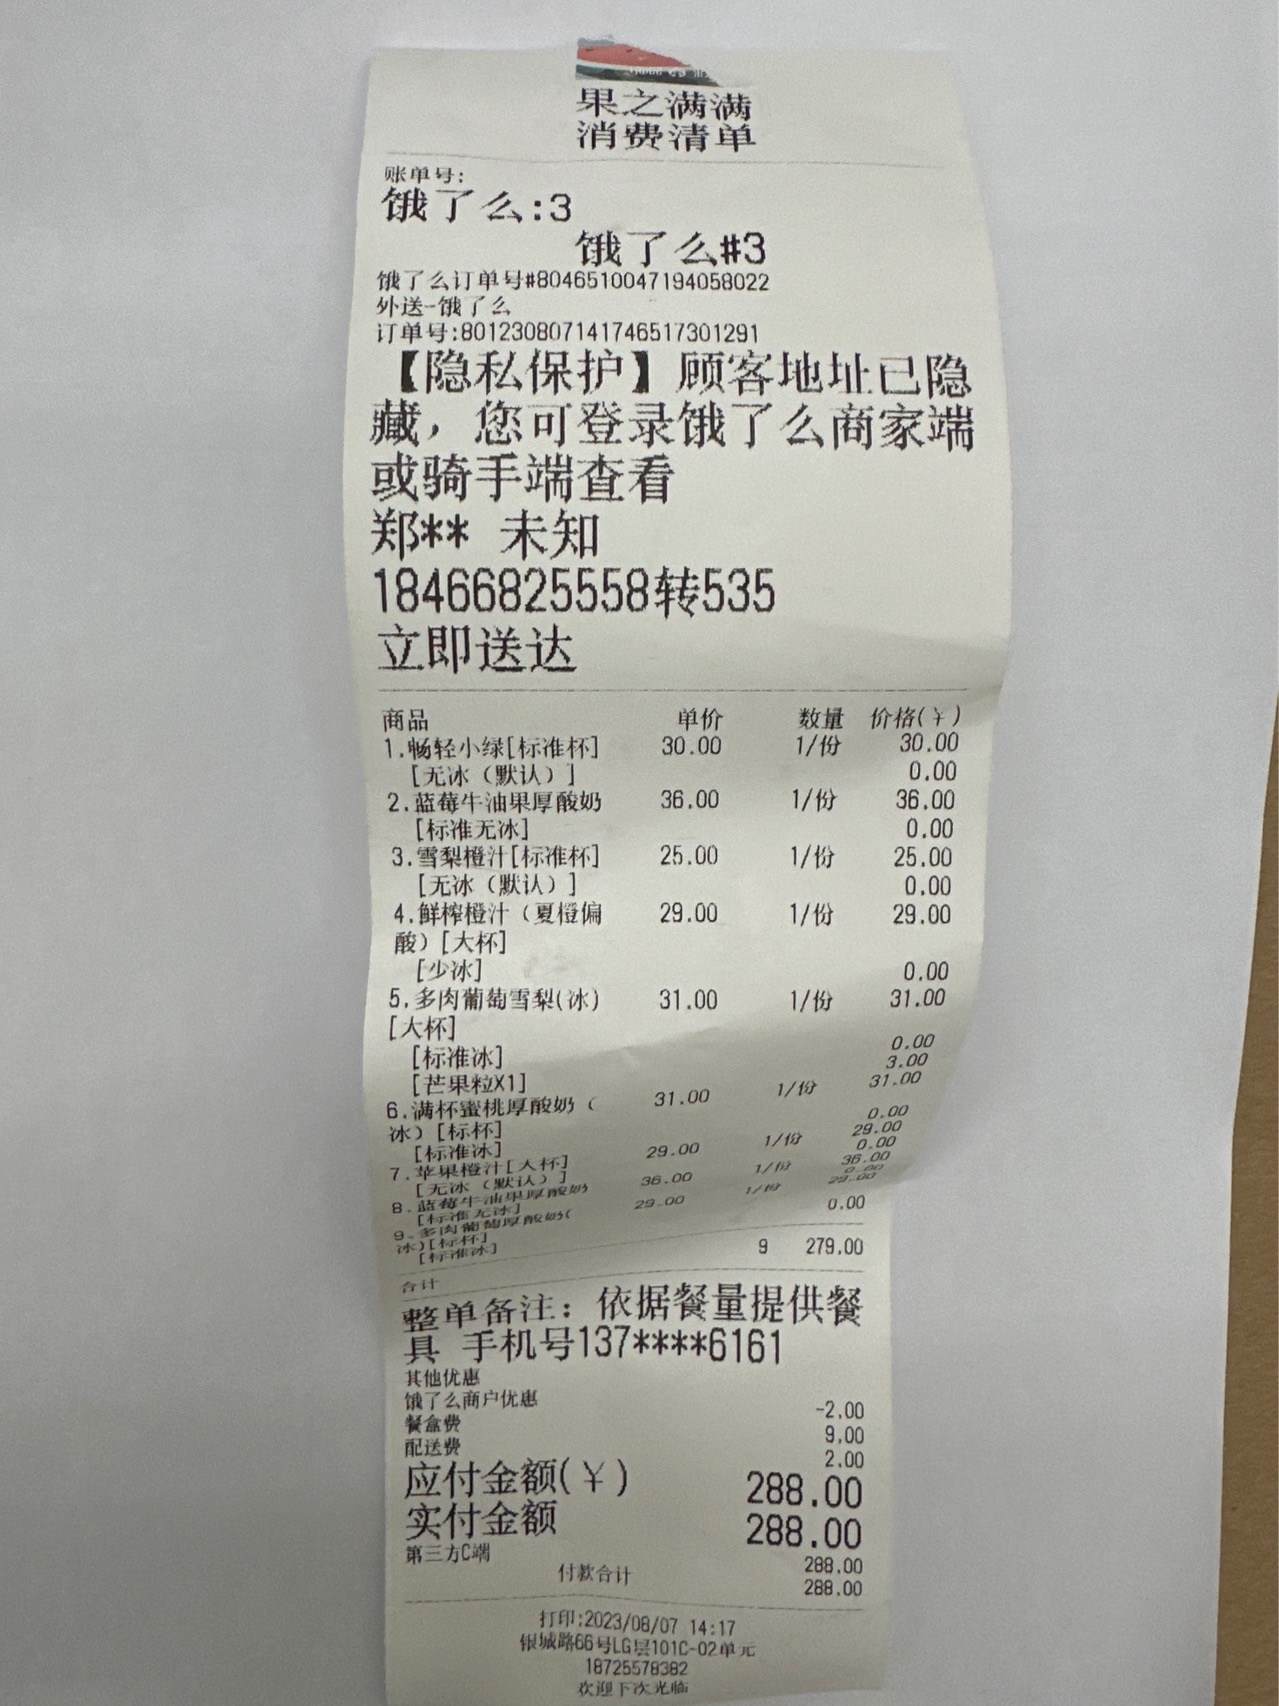 果之满满
消费清单
账单号:
饿了么:3
饿了么#3
饿了么订单号#8046510047194058022
外送-饿了么
订单号:801230807141746517301291
【隐私保护】顾客地址已隐
藏，您可登录饿了么商家端
或骑手端查看
郑** 未知
18466825558转535
立即送达
商品 单价 数量 价格(￥)
1.畅轻小绿[标准杯] 30.00 1/份 30.00
[无冰（默认）] 0.00
2.蓝莓牛油果厚酸奶 36.00 1/份 36.00
[标准无冰] 0.00
3.雪梨橙汁[标准杯] 25.00 1/份 25.00
[无冰（默认）] 0.00
4.鲜榨橙汁（夏橙偏 29.00 1/份 29.00
酸）[大杯]
[少冰] 0.00
5.多肉葡萄雪梨(冰) 31.00 1/份 31.00
[大杯]
[标准冰] 0.00
[芒果粒X1] 3.00
6.满杯蜜桃厚酸奶（ 31.00 1/份 31.00
冰）[标杯]
[标准冰] 0.00
7.苹果橙汁[大杯] 29.00 1/份 29.00
[无冰（默认）] 0.00
8.蓝莓牛油果厚酸奶 36.00 1/份 36.00
[标准无冰] 0.00
9.多肉葡萄厚酸奶( 29.00 1/份 29.00
冰)[标杯]
[标准冰] 0.00
合计 9 279.00
整单备注：依据餐量提供餐
具 手机号137****6161
其他优惠
饿了么商户优惠 -2.00
餐盒费 9.00
配送费 2.00
应付金额(￥) 288.00
实付金额 288.00
第三方C端 288.00
付款合计 288.00
打印:2023/08/07 14:17
银城路66号LG层101C-02单元
18725578382
欢迎下次光临